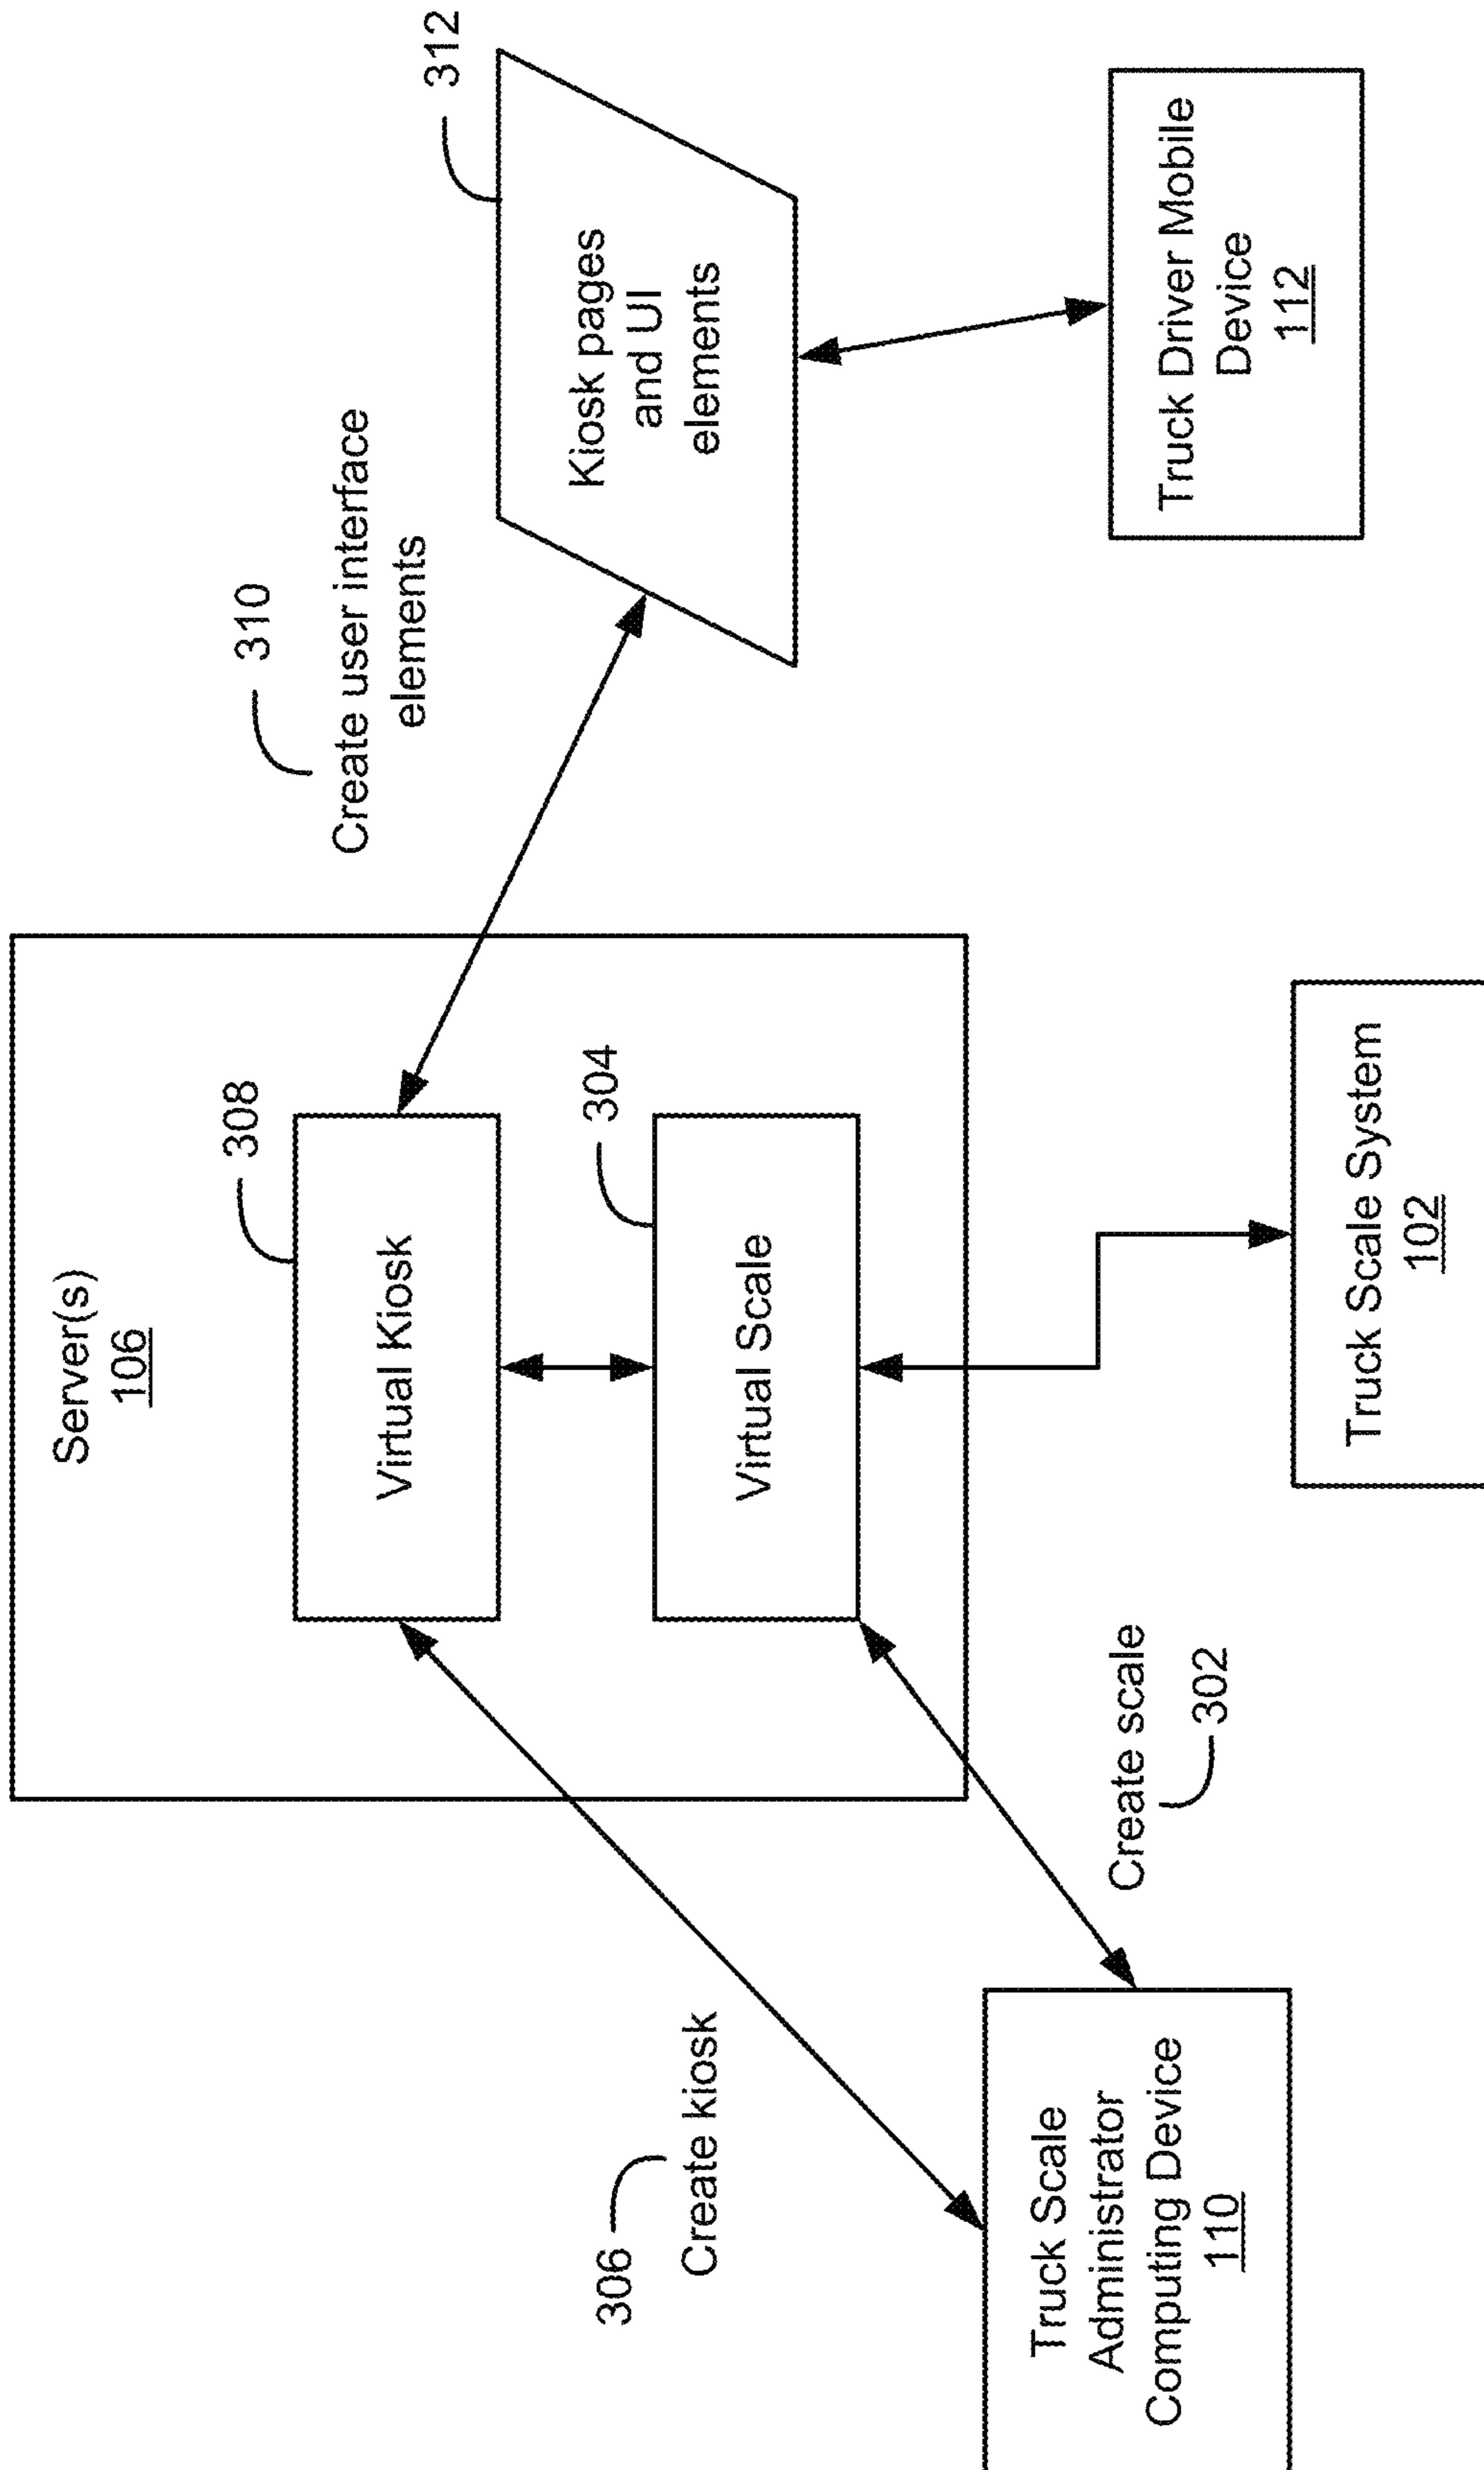 Server(s)
106
308
Virtual Kiosk
304
Virtual Scale
310
Create user interface
elements
312
Kiosk pages
and UI
elements
Truck Driver Mobile
Device
112
306
Create kiosk
Create scale
302
Truck Scale
Administrator
Computing Device
110
Truck Scale System
102